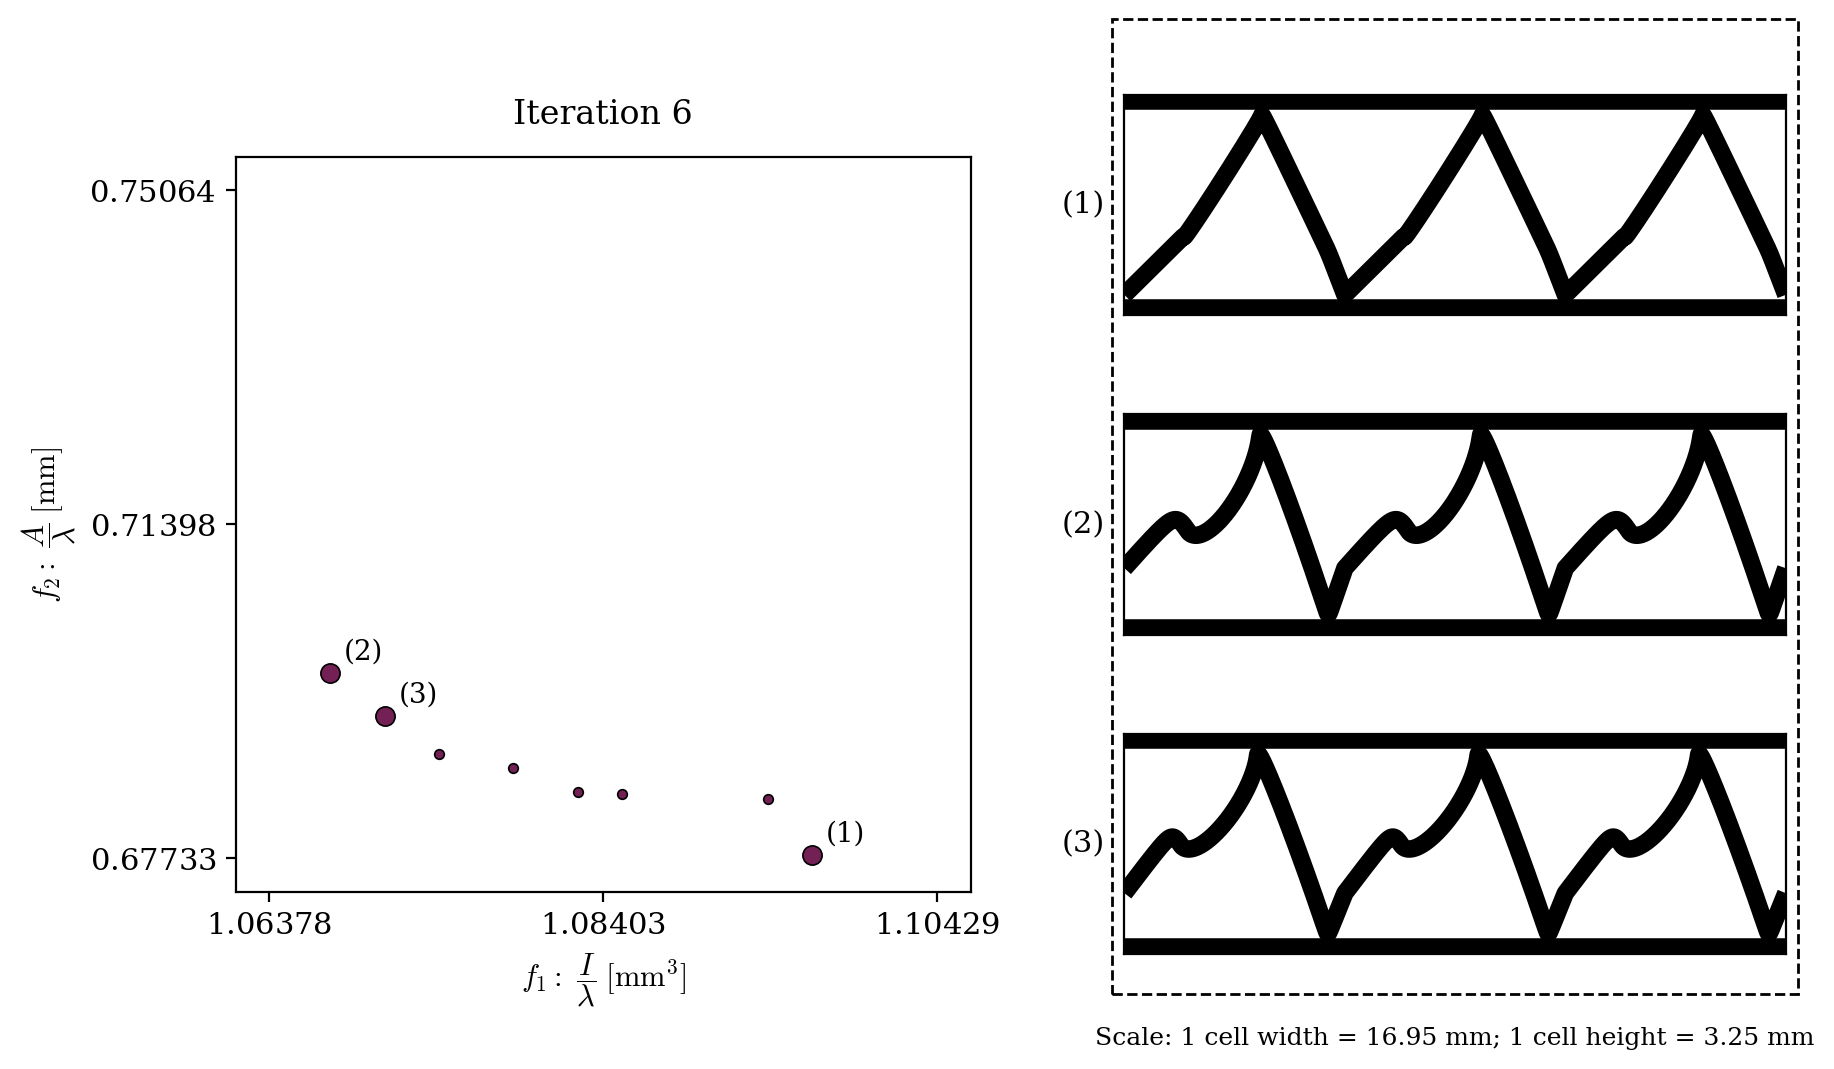 Iteration 6
0.75064
0.71398
0.67733
f₂ : A/λ [mm]
(2)
(3)
(1)
1.06378 1.08403 1.10429
f₁ : I/λ [mm³]
(1)
(2)
(3)
Scale: 1 cell width = 16.95 mm; 1 cell height = 3.25 mm